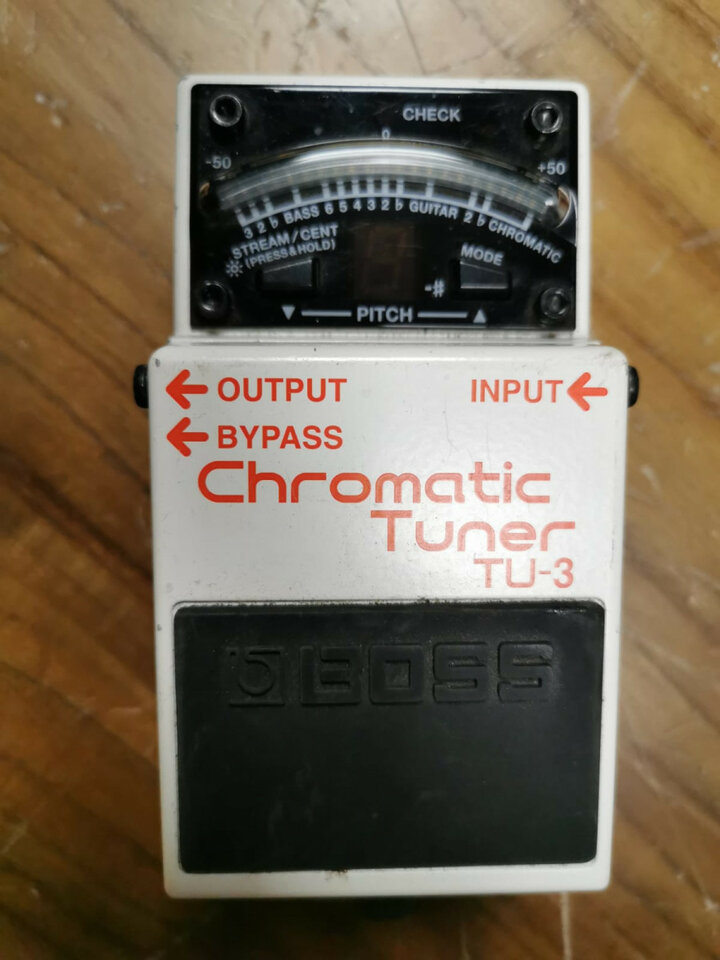 CHECK
0
-50 +50
3 2 ♭ BASS 6 5 4 3 2 ♭ GUITAR 2 ♭ CHROMATIC
STREAM/CENT
(PRESS&HOLD)
MODE
-#
▼ PITCH ▲
← OUTPUT INPUT ←
← BYPASS
Chromatic
Tuner
TU-3
BOSS